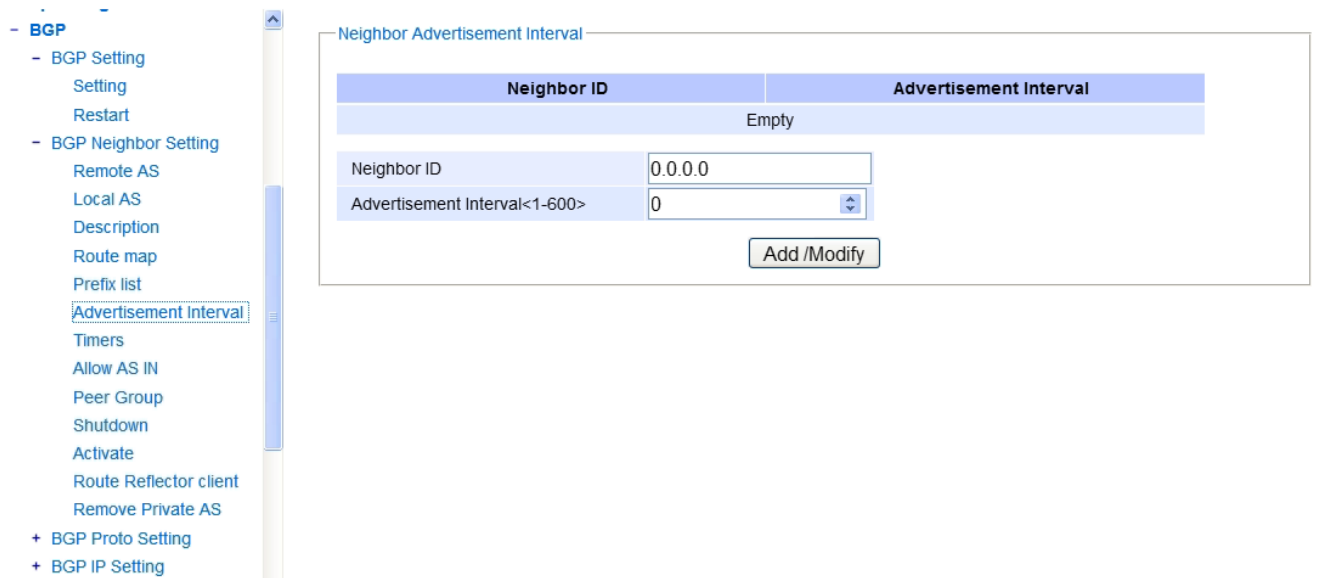 - BGP
- BGP Setting
Setting
Restart
- BGP Neighbor Setting
Remote AS
Local AS
Description
Route map
Prefix list
Advertisement Interval
Timers
Allow AS IN
Peer Group
Shutdown
Activate
Route Reflector client
Remove Private AS
+ BGP Proto Setting
+ BGP IP Setting
Neighbor Advertisement Interval
Neighbor ID Advertisement Interval
Empty
Neighbor ID 0.0.0.0
Advertisement Interval<1-600> 0
Add /Modify